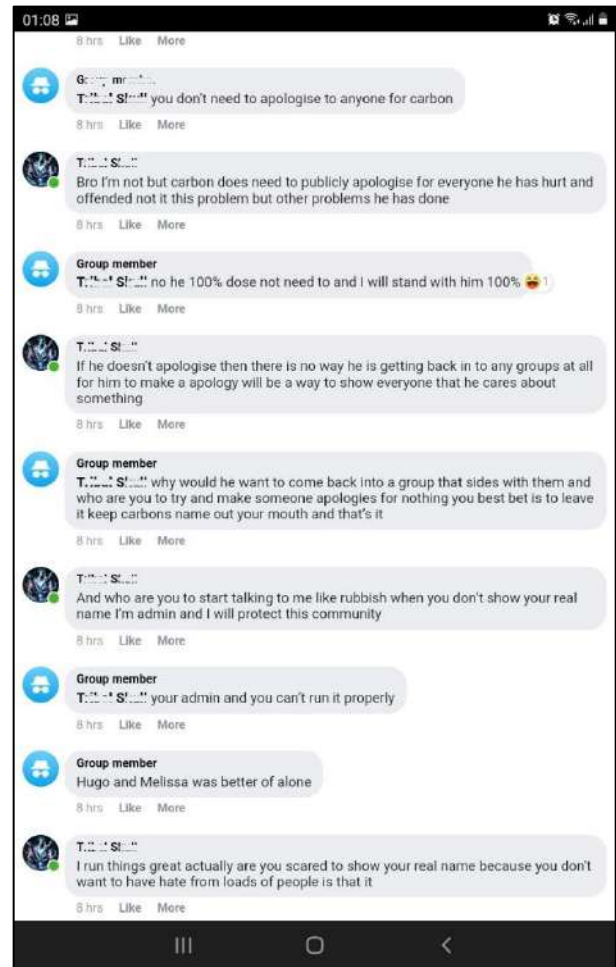 01:08
8 hrs Like More
you don't need to apologise to anyone for carbon
8 hrs Like More
Bro I'm not but carbon does need to publicly apologise for everyone he has hurt and
offended not it this problem but other problems he has done
8 hrs Like More
Group member
no he 100% dose not need to and I will stand with him 100% 😆 1
8 hrs Like More
If he doesn't apologise then there is no way he is getting back in to any groups at all
for him to make a apology will be a way to show everyone that he cares about
something
8 hrs Like More
Group member
why would he want to come back into a group that sides with them and
who are you to try and make someone apologies for nothing you best bet is to leave
it keep carbons name out your mouth and that's it
8 hrs Like More
And who are you to start talking to me like rubbish when you don't show your real
name I'm admin and I will protect this community
8 hrs Like More
Group member
your admin and you can't run it properly
8 hrs Like More
Group member
Hugo and Melissa was better of alone
8 hrs Like More
I run things great actually are you scared to show your real name because you don't
want to have hate from loads of people is that it
8 hrs Like More